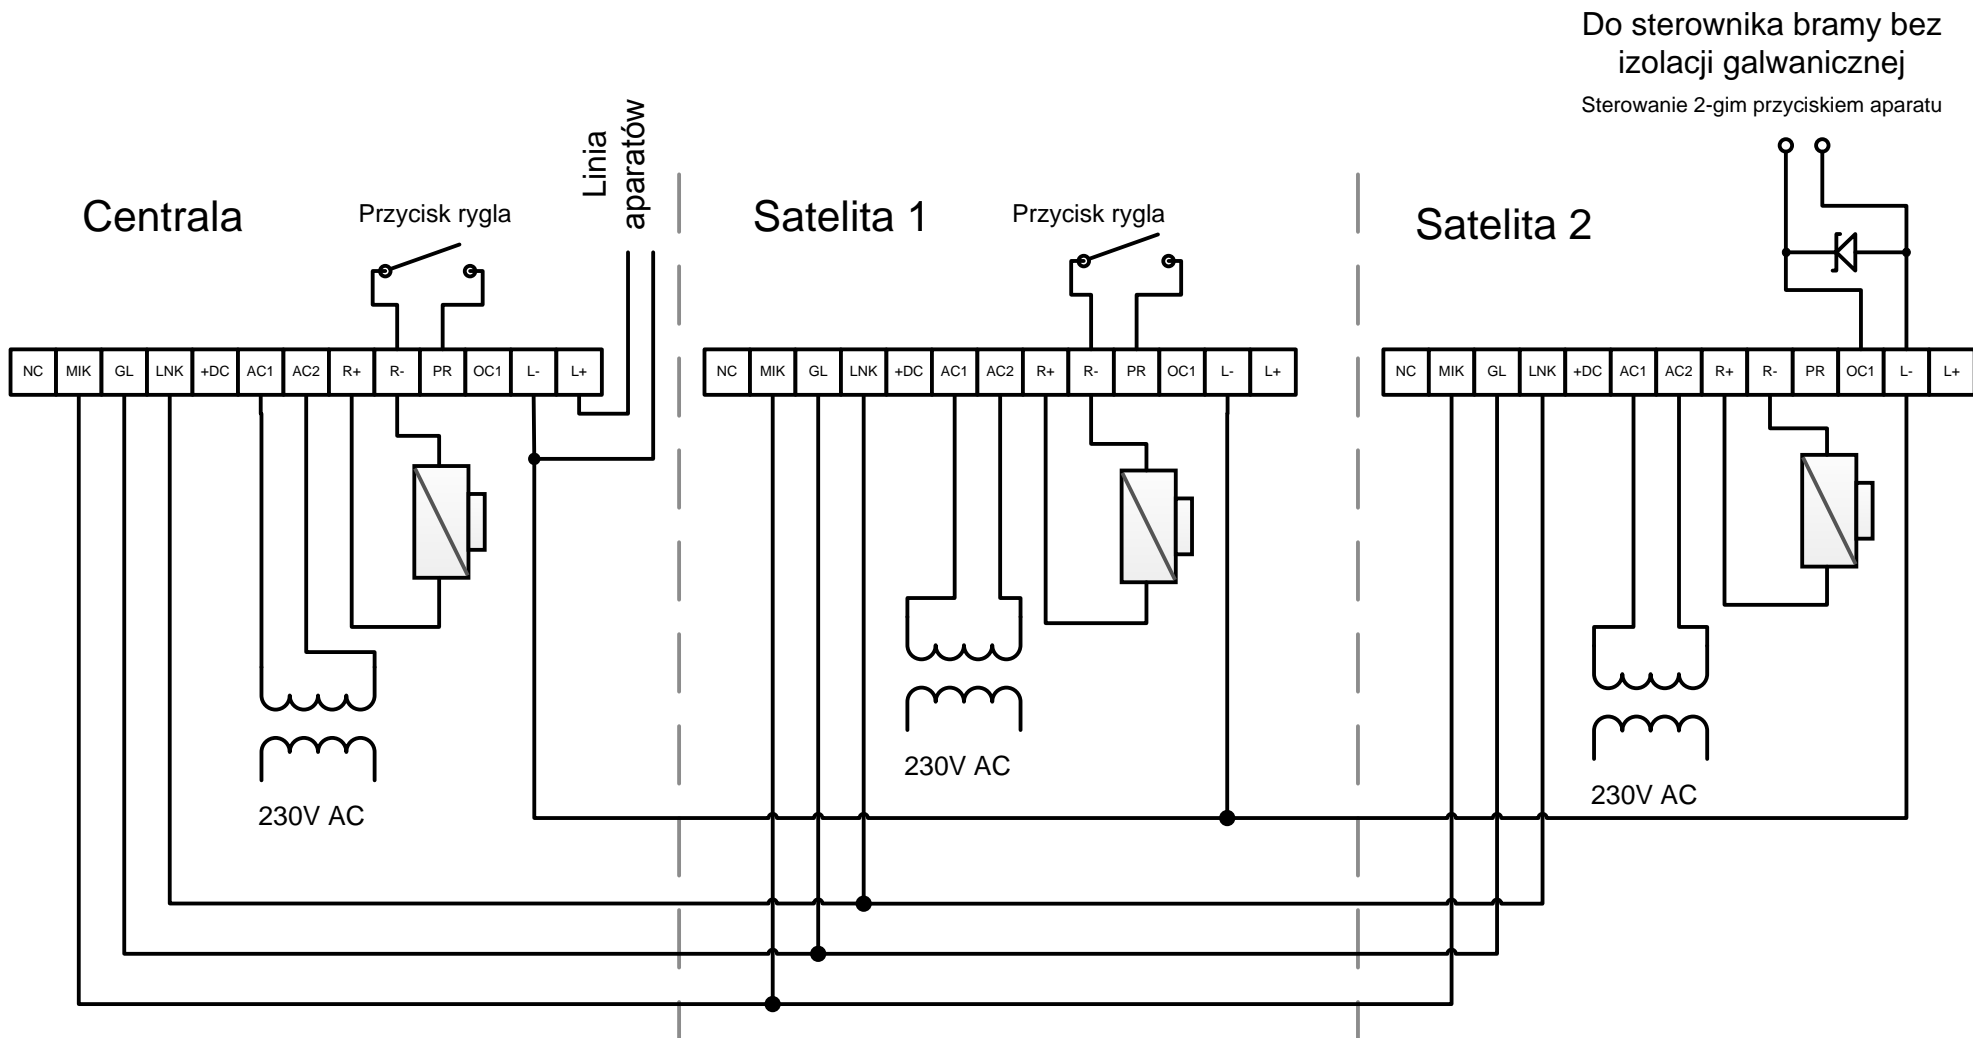 Do sterownika bramy bez
izolacji galwanicznej
Sterowanie 2-gim przyciskiem aparatu
Linia
aparatów
Centrala
Przycisk rygla
Satelita 1
Przycisk rygla
Satelita 2
NC MIK GL LNK +DC AC1 AC2 R+ R- PR OC1 L- L+
NC MIK GL LNK +DC AC1 AC2 R+ R- PR OC1 L- L+
NC MIK GL LNK +DC AC1 AC2 R+ R- PR OC1 L- L+
230V AC
230V AC
230V AC